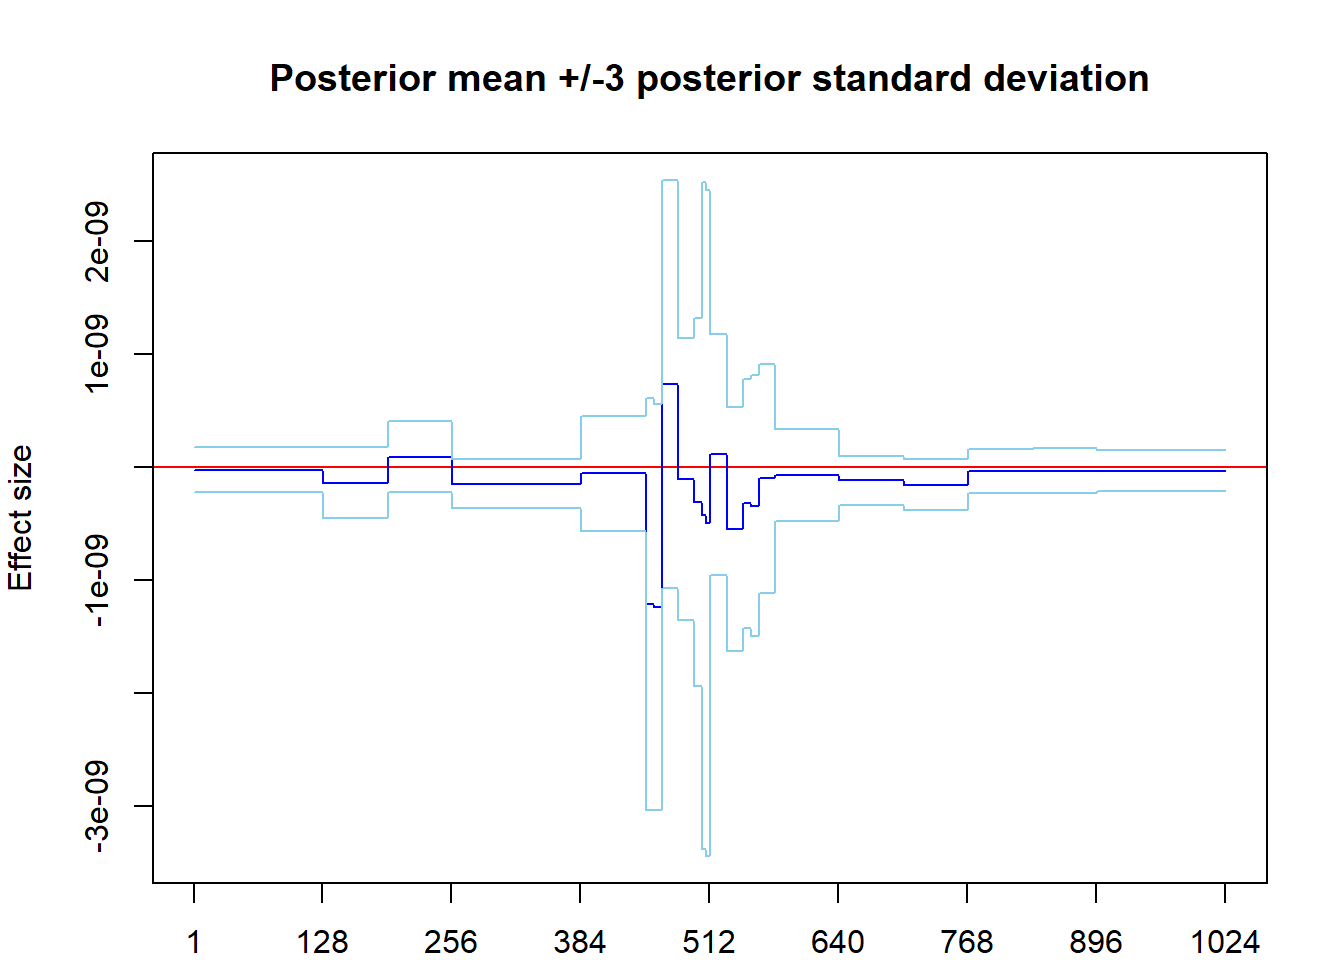 Posterior mean +/-3 posterior standard deviation
Effect size
2e-09
1e-09
-1e-09
-3e-09
1 128 256 384 512 640 768 896 1024